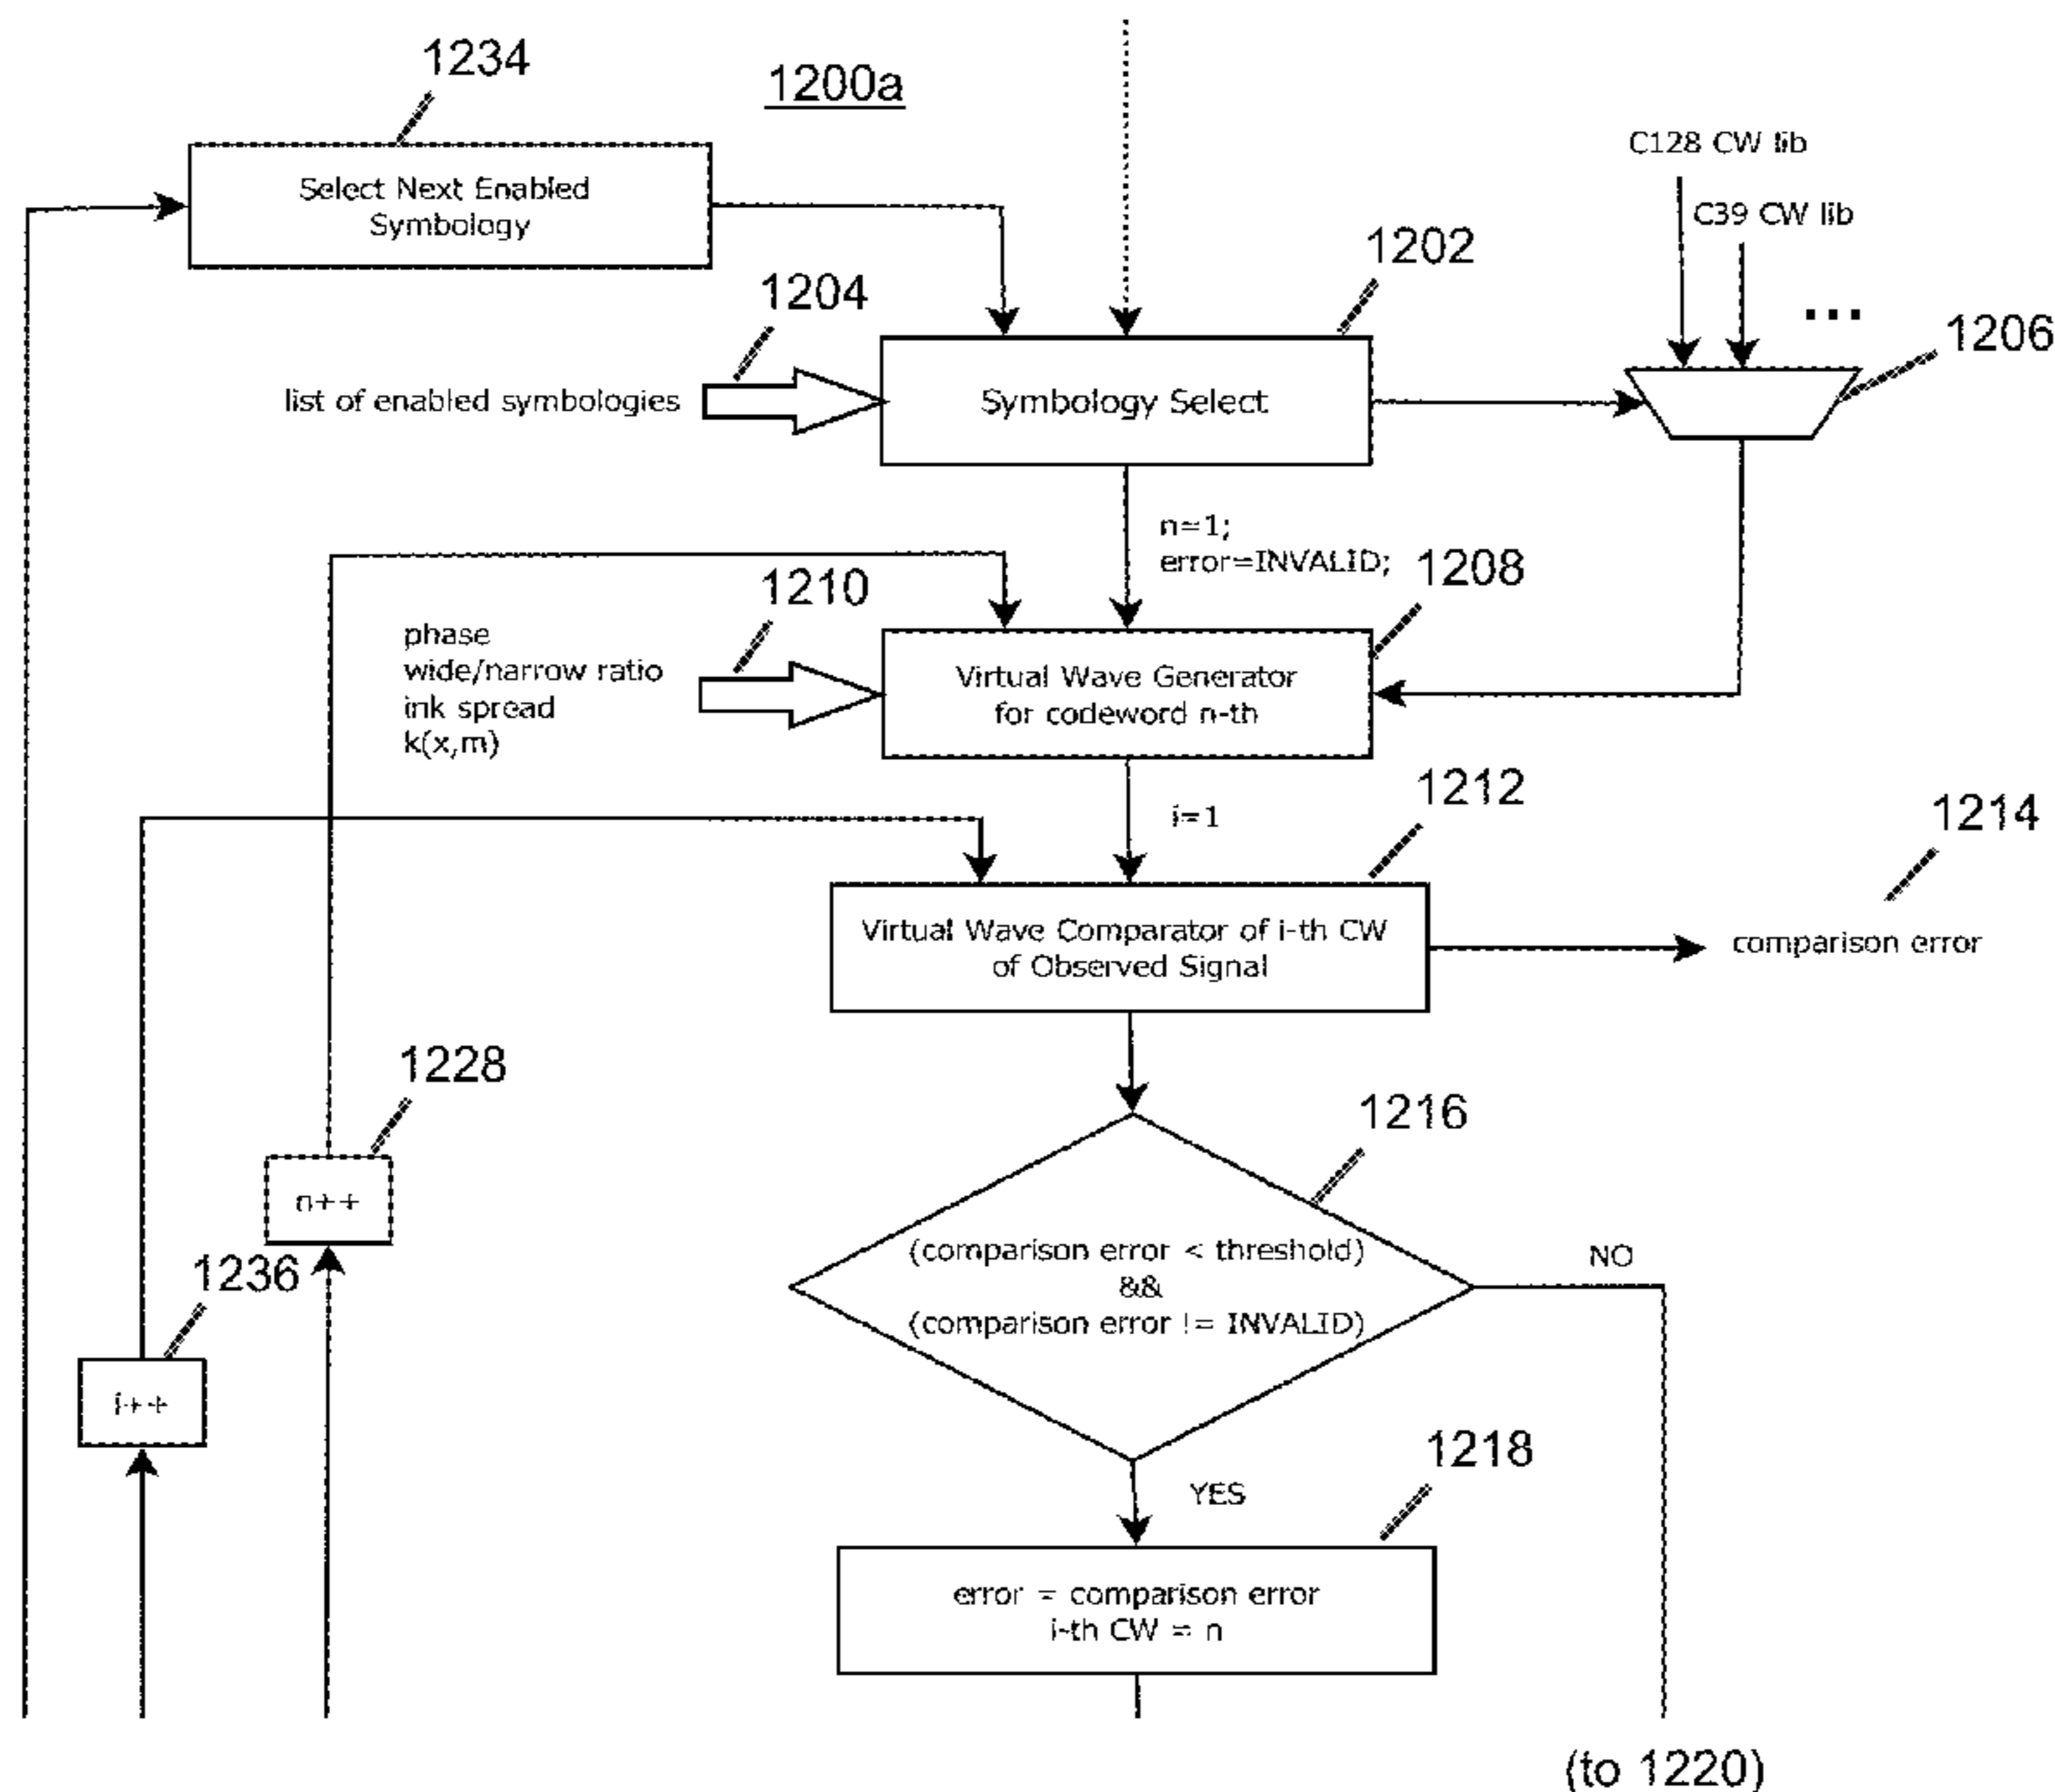 1234
1200a
C128 CW lib
Select Next Enabled
Symbology
C39 CW lib
1202
1204
...
1206
list of enabled symbologies
Symbology Select
n=1;
error=INVALID;
1208
1210
phase
wide/narrow ratio
ink spread
k(x,m)
Virtual Wave Generator
for codeword n-th
1212
i=1
1214
Virtual Wave Comparator of i-th CW
of Observed Signal
comparison error
1228
1216
n++
(comparison error < threshold)
&&
(comparison error != INVALID)
NO
1236
i++
1218
YES
error = comparison error
i-th CW = n
(to 1220)